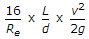 16/Rₑ x L/d x v²/2g